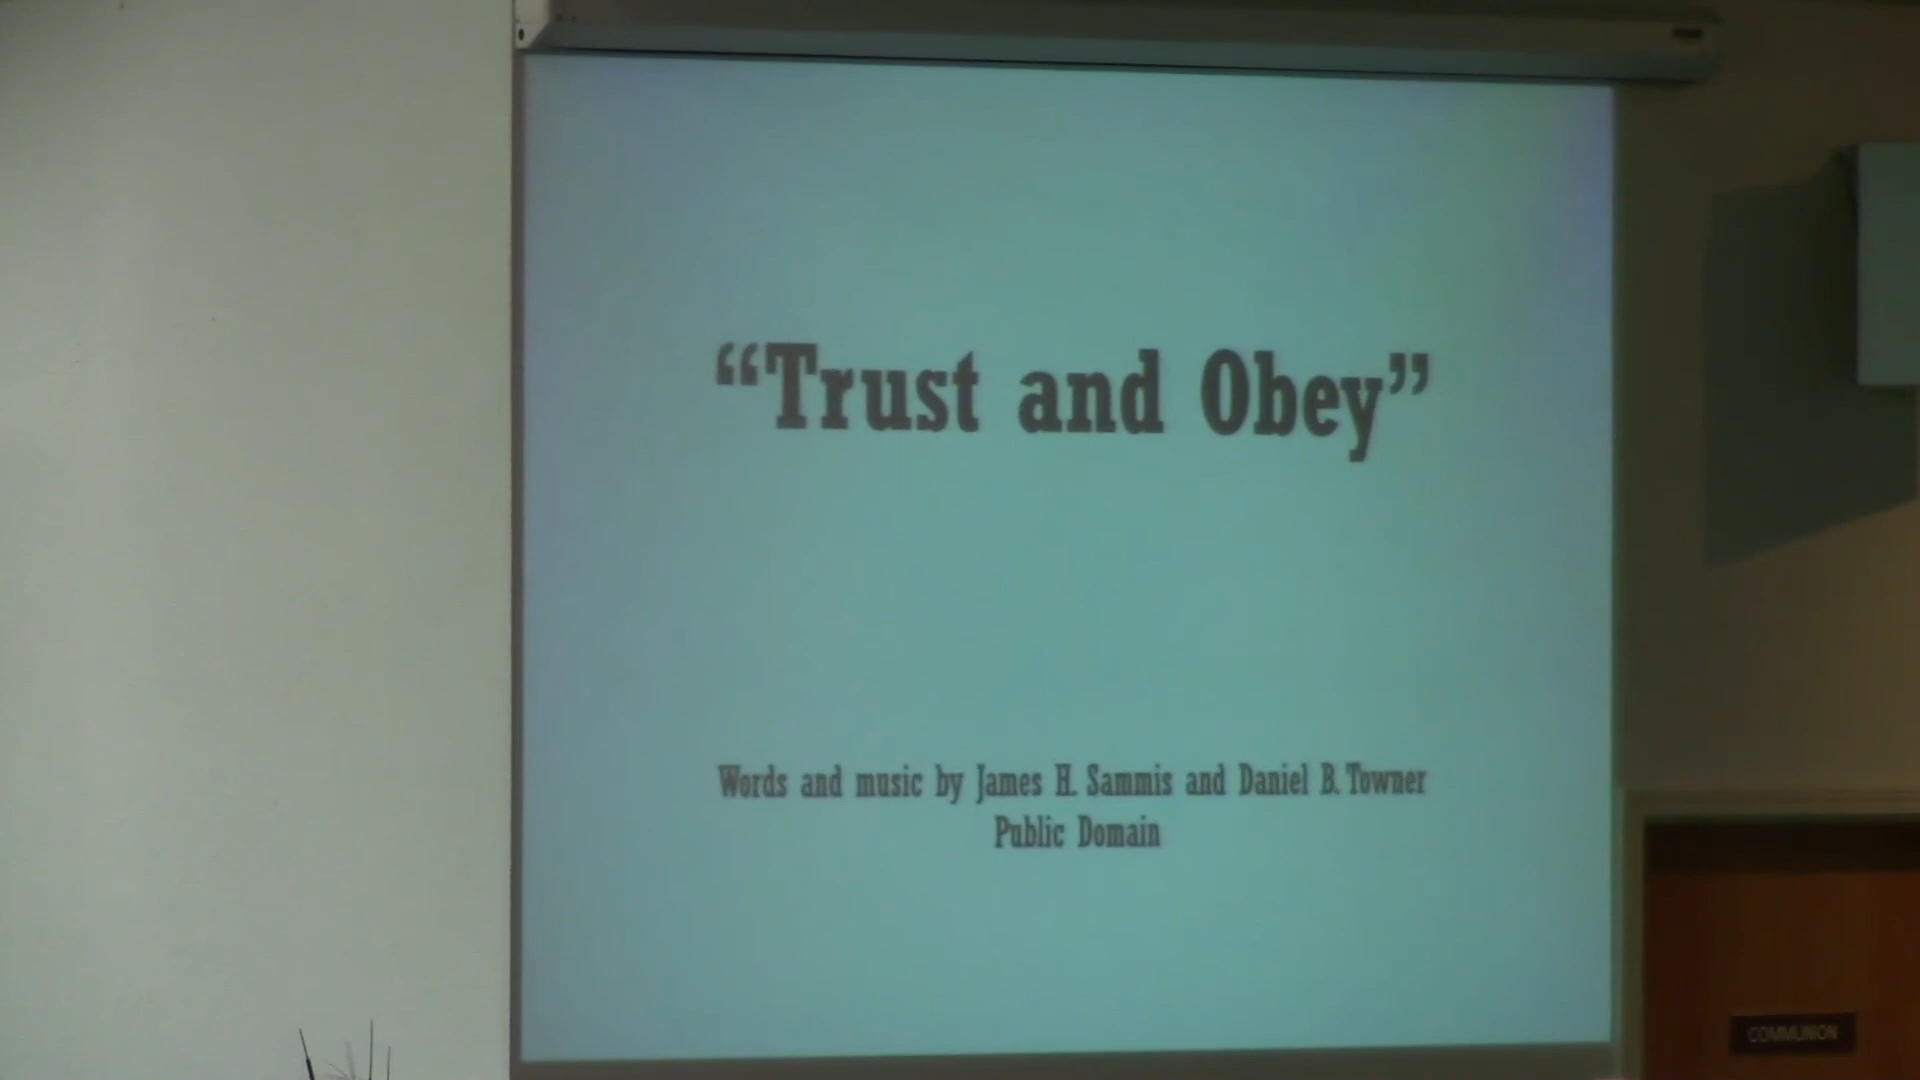 “Trust and Obey”
Words and music by James H. Sammis and Daniel B. Towner
Public Domain
COMMUNION